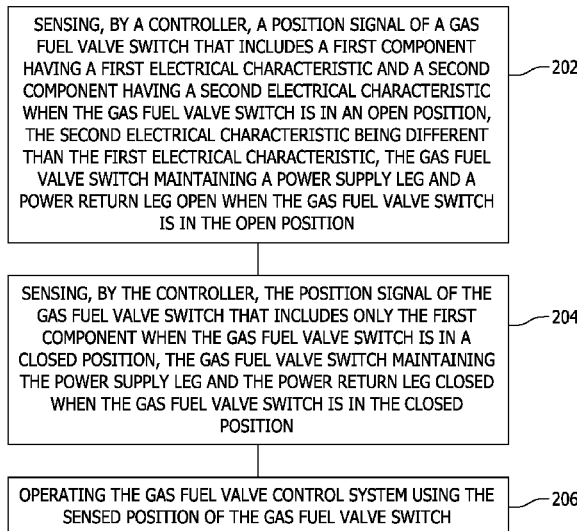 SENSING, BY A CONTROLLER, A POSITION SIGNAL OF A GAS
FUEL VALVE SWITCH THAT INCLUDES A FIRST COMPONENT
HAVING A FIRST ELECTRICAL CHARACTERISTIC AND A SECOND
COMPONENT HAVING A SECOND ELECTRICAL CHARACTERISTIC
WHEN THE GAS FUEL VALVE SWITCH IS IN AN OPEN POSITION,
THE SECOND ELECTRICAL CHARACTERISTIC BEING DIFFERENT
THAN THE FIRST ELECTRICAL CHARACTERISTIC, THE GAS FUEL
VALVE SWITCH MAINTAINING A POWER SUPPLY LEG AND A
POWER RETURN LEG OPEN WHEN THE GAS FUEL VALVE SWITCH
IS IN THE OPEN POSITION
202
SENSING, BY THE CONTROLLER, THE POSITION SIGNAL OF THE
GAS FUEL VALVE SWITCH THAT INCLUDES ONLY THE FIRST
COMPONENT WHEN THE GAS FUEL VALVE SWITCH IS IN A
CLOSED POSITION, THE GAS FUEL VALVE SWITCH MAINTAINING
THE POWER SUPPLY LEG AND THE POWER RETURN LEG CLOSED
WHEN THE GAS FUEL VALVE SWITCH IS IN THE CLOSED
POSITION
204
OPERATING THE GAS FUEL VALVE CONTROL SYSTEM USING THE
SENSED POSITION OF THE GAS FUEL VALVE SWITCH
206